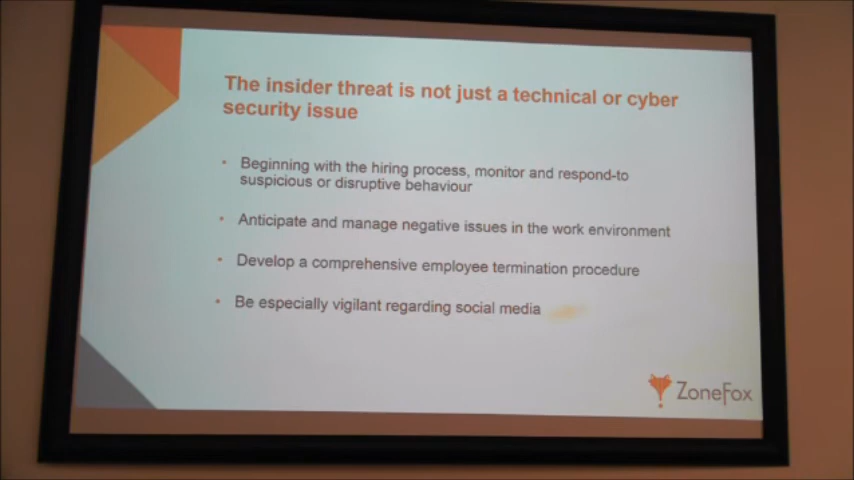 The insider threat is not just a technical or cyber
security issue
• Beginning with the hiring process, monitor and respond-to
suspicious or disruptive behaviour
• Anticipate and manage negative issues in the work environment
• Develop a comprehensive employee termination procedure
• Be especially vigilant regarding social media
ZoneFox